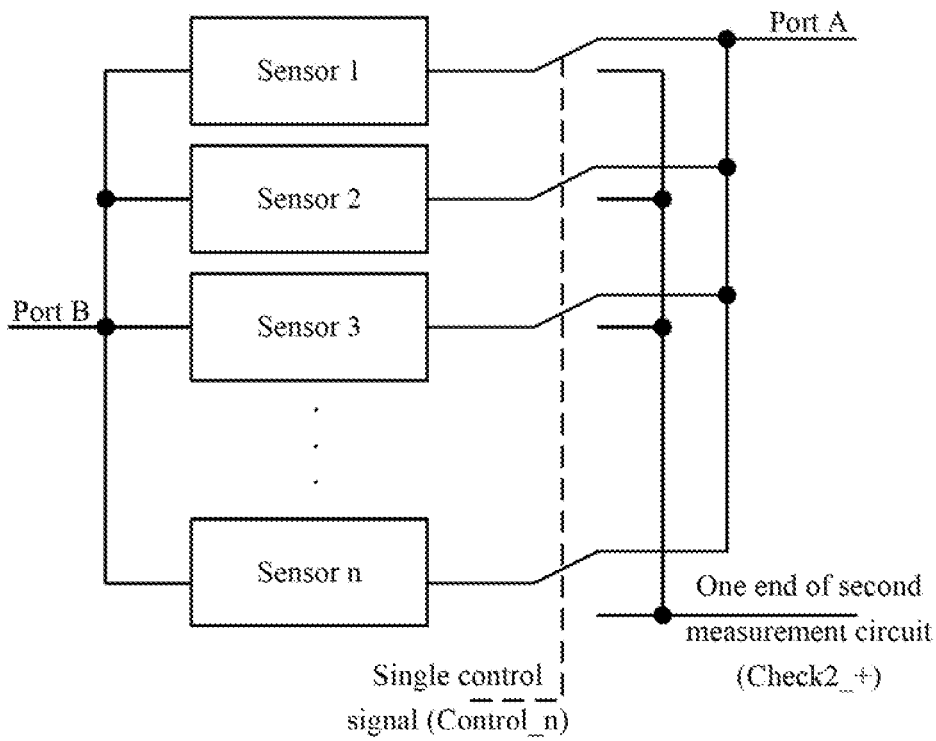 Port A
Sensor 1
Sensor 2
Port B
Sensor 3
Sensor n
One end of second
measurement circuit
(Check2_+)
Single control
signal (Control_n)